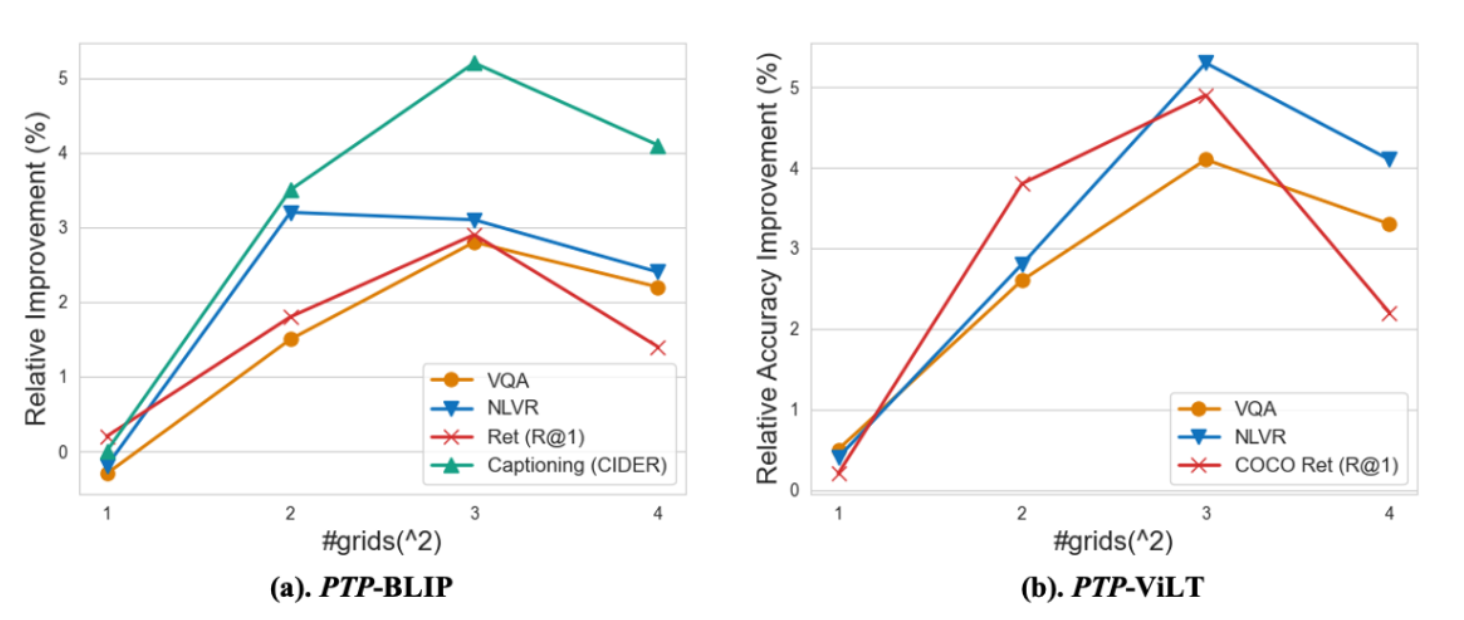 Relative Improvement (%)
5
4
3
2
1
0
1 2 3 4
#grids(^2)
VQA
NLVR
Ret (R@1)
Captioning (CIDER)
(a). PTP-BLIP
Relative Accuracy Improvement (%)
5
4
3
2
1
0
1 2 3 4
#grids(^2)
VQA
NLVR
COCO Ret (R@1)
(b). PTP-ViLT